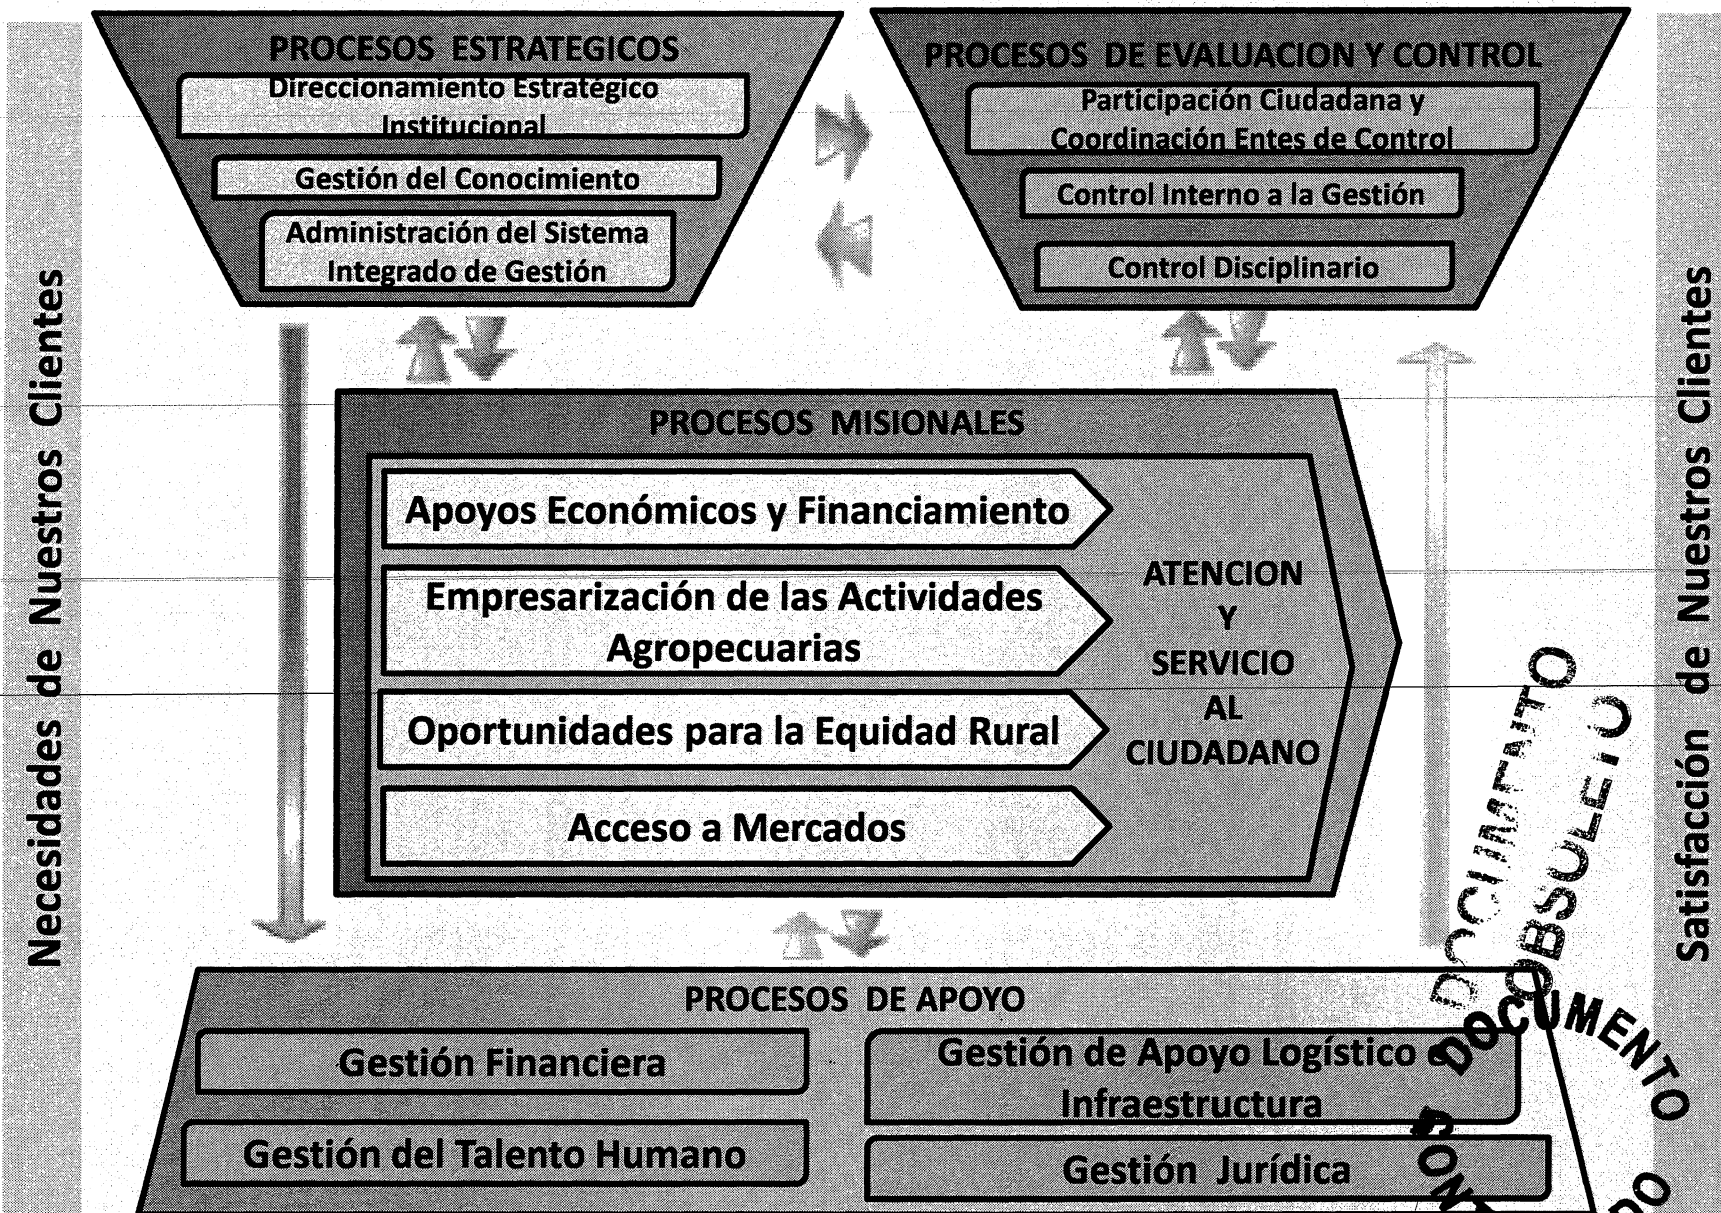 PROCESOS ESTRATEGICOS
Direccionamiento Estratégico
Institucional
Gestión del Conocimiento
Administración del Sistema
Integrado de Gestión
PROCESOS DE EVALUACION Y CONTROL
Participación Ciudadana y
Coordinación Entes de Control
Control Interno a la Gestión
Control Disciplinario
Necesidades de Nuestros Clientes
PROCESOS MISIONALES
Apoyos Económicos y Financiamiento
Empresarización de las Actividades
Agropecuarias
Oportunidades para la Equidad Rural
Acceso a Mercados
ATENCION
Y
SERVICIO
AL
CIUDADANO
Satisfacción de Nuestros Clientes
DOCUMENTO
OBSOLETO
PROCESOS DE APOYO
Gestión Financiera
Gestión de Apoyo Logístico e
Infraestructura
Gestión del Talento Humano
Gestión Jurídica
DOCUMENTO